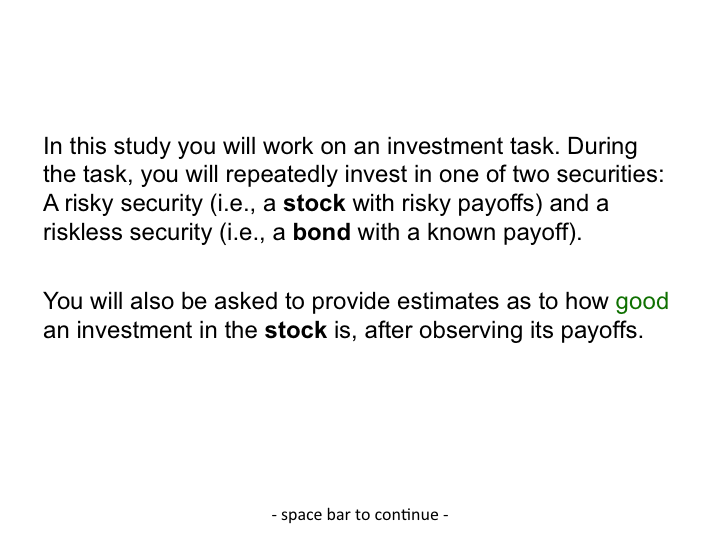 In this study you will work on an investment task. During
the task, you will repeatedly invest in one of two securities:
A risky security (i.e., a stock with risky payoffs) and a
riskless security (i.e., a bond with a known payoff).
You will also be asked to provide estimates as to how good
an investment in the stock is, after observing its payoffs.
- space bar to continue -